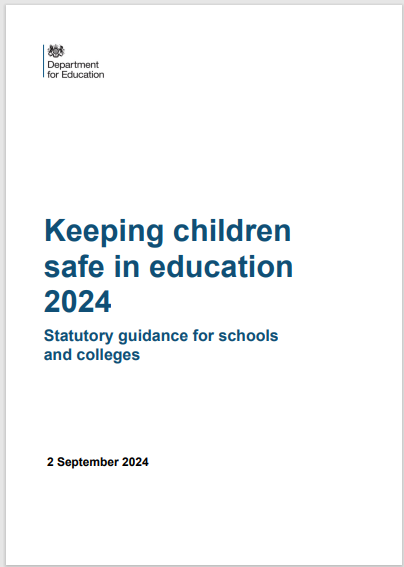 Department
for Education
Keeping children
safe in education
2024
Statutory guidance for schools
and colleges
2 September 2024